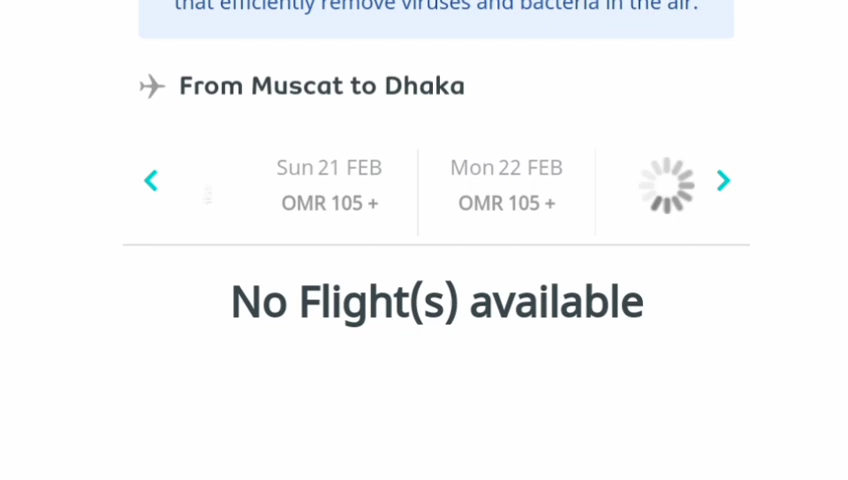 that efficiently remove viruses and bacteria in the air.
From Muscat to Dhaka
Sun 21 FEB
OMR 105 +
Mon 22 FEB
OMR 105 +
No Flight(s) available